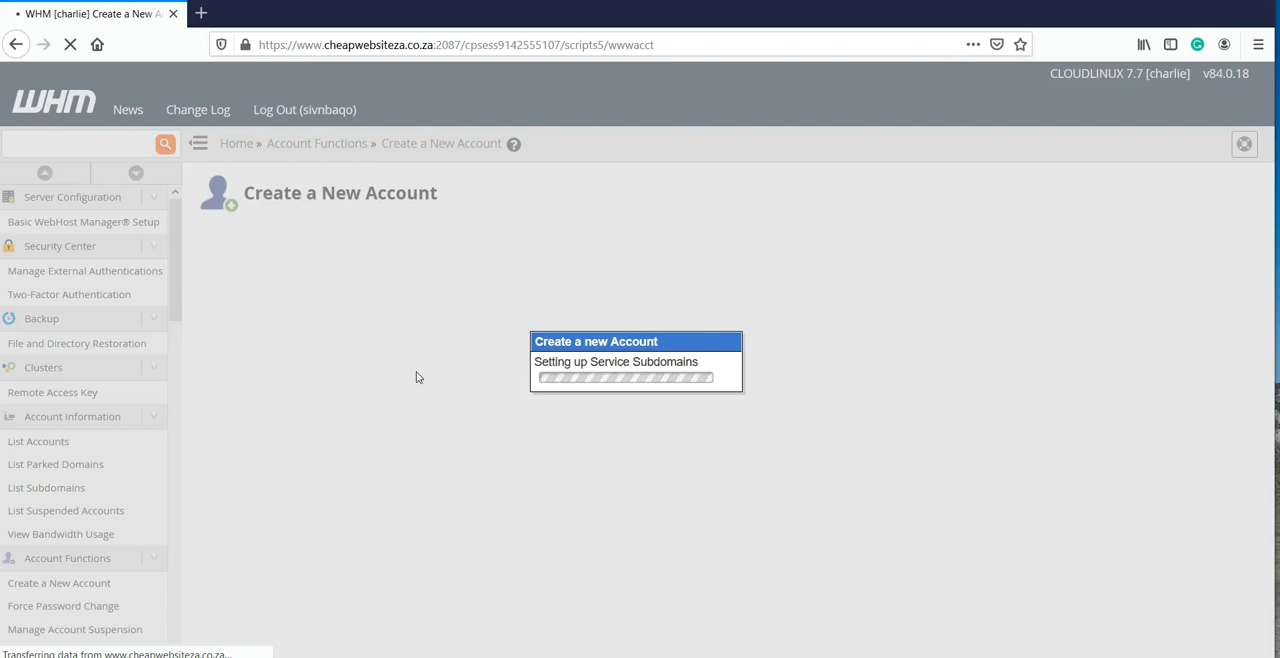 WHM [charlie] Create a New A
https://www.cheapwebsiteza.co.za:2087/cpsess9142555107/scripts5/wwwacct
CLOUDLINUX 7.7 [charlie] v84.0.18
WHM News Change Log Log Out (sivnbaqo)
Home » Account Functions » Create a New Account
Create a New Account
Server Configuration
Basic WebHost Manager® Setup
Security Center
Manage External Authentications
Two-Factor Authentication
Backup
File and Directory Restoration
Clusters
Remote Access Key
Account Information
List Accounts
List Parked Domains
List Subdomains
List Suspended Accounts
View Bandwidth Usage
Account Functions
Create a New Account
Force Password Change
Manage Account Suspension
Create a new Account
Setting up Service Subdomains
Transferring data from www.cheapwebsiteza.co.za...